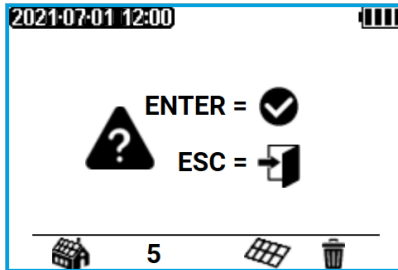 2021·07·01 12:00
ENTER =
?
ESC =
5